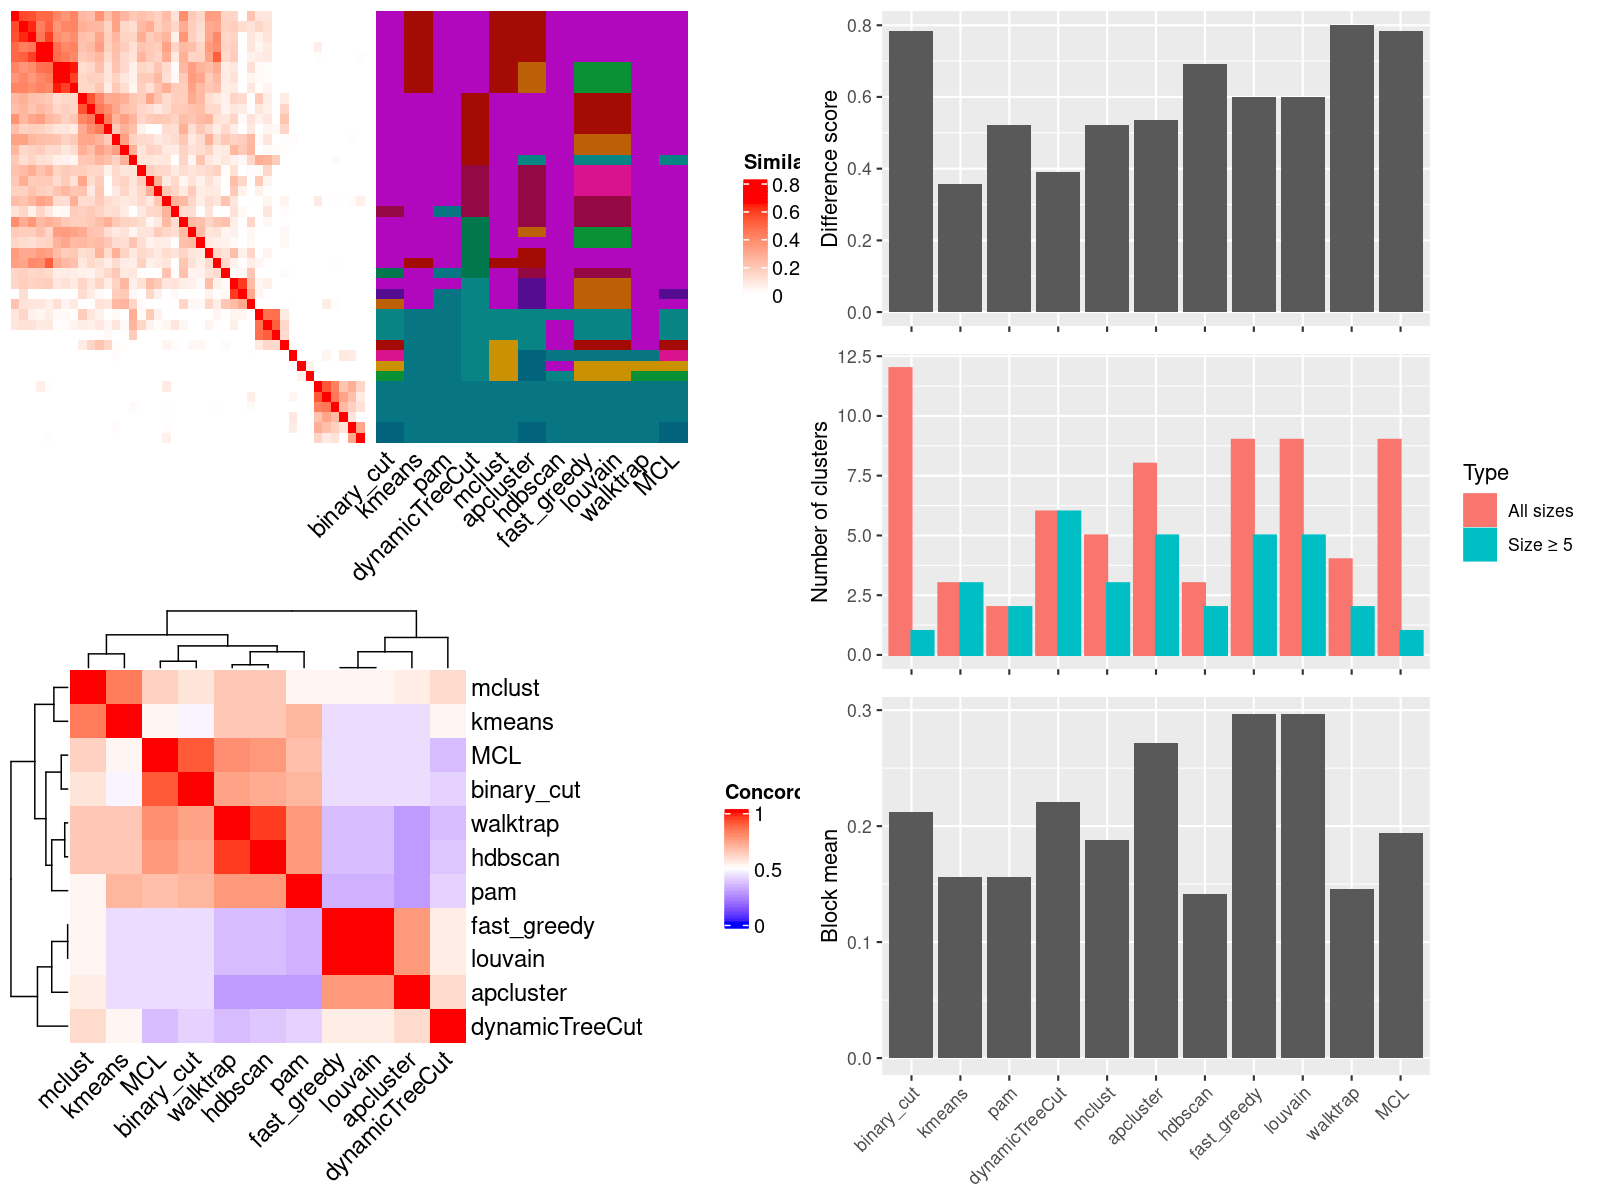 Simila
0.8
0.6
0.4
0.2
0
binary_cut
kmeans
pam
dynamicTreeCut
mclust
apcluster
hdbscan
fast_greedy
louvain
walktrap
MCL
mclust
kmeans
MCL
binary_cut
walktrap
hdbscan
pam
fast_greedy
louvain
apcluster
dynamicTreeCut
Concord
1
0.5
0
mclust
kmeans
MCL
binary_cut
walktrap
hdbscan
pam
fast_greedy
louvain
apcluster
dynamicTreeCut
Difference score
0.8
0.6
0.4
0.2
0.0
Number of clusters
12.5
10.0
7.5
5.0
2.5
0.0
Type
All sizes
Size ≥ 5
Block mean
0.3
0.2
0.1
0.0
binary_cut
kmeans
pam
dynamicTreeCut
mclust
apcluster
hdbscan
fast_greedy
louvain
walktrap
MCL